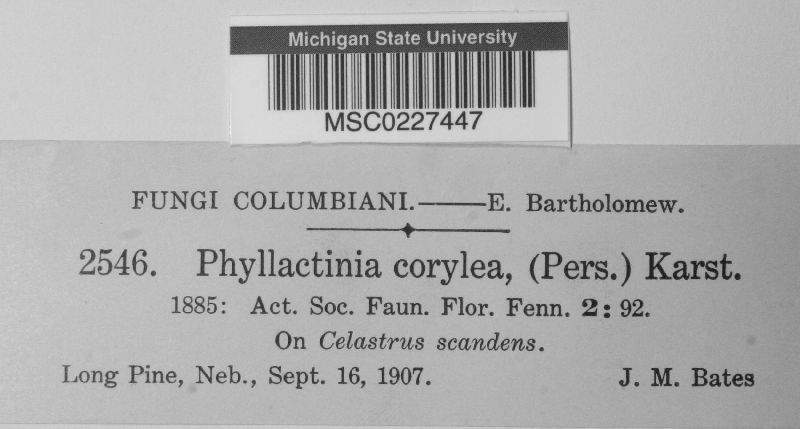 Michigan State University
MSC0227447
FUNGI COLUMBIANI.——E. Bartholomew.
2546. Phyllactinia corylea, (Pers.) Karst.
1885: Act. Soc. Faun. Flor. Fenn. 2: 92.
On Celastrus scandens.
Long Pine, Neb., Sept. 16, 1907. J. M. Bates